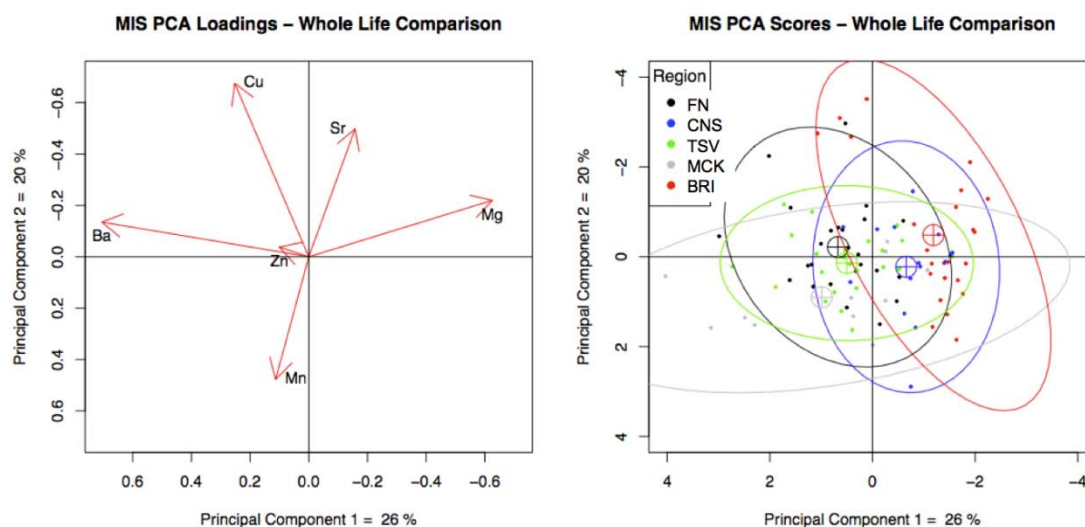 MIS PCA Loadings – Whole Life Comparison
Principal Component 2 = 20 %
−0.6
−0.4
−0.2
0.0
0.2
0.4
0.6
Cu
Sr
Mg
Ba
Zn
Mn
0.6 0.4 0.2 0.0 −0.2 −0.4 −0.6
Principal Component 1 = 26 %
MIS PCA Scores – Whole Life Comparison
Principal Component 2 = 20 %
−4
−2
0
2
4
Region
FN
CNS
TSV
MCK
BRI
4 2 0 −2 −4
Principal Component 1 = 26 %